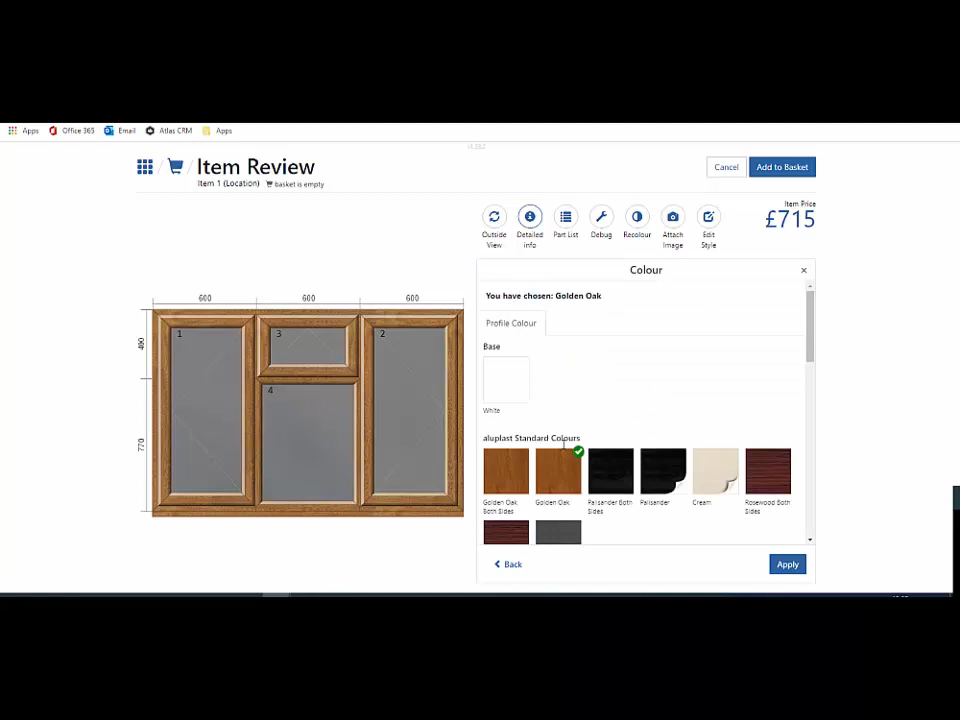 Apps Office 365 Email Atlas CRM Apps
Item Review
Item 1 (Location) basket is empty
Cancel Add to Basket
Item Price
£715
Outside View
Detailed info
Part List
Debug
Recolour
Attach Image
Edit Style
Colour ×
You have chosen: Golden Oak
Profile Colour
Base
White
aluplast Standard Colours
Golden Oak Both Sides
Golden Oak
Palisander Both Sides
Palisander
Cream
Rosewood Both Sides
Back Apply
600 600 600
490
770
1 3 2
4